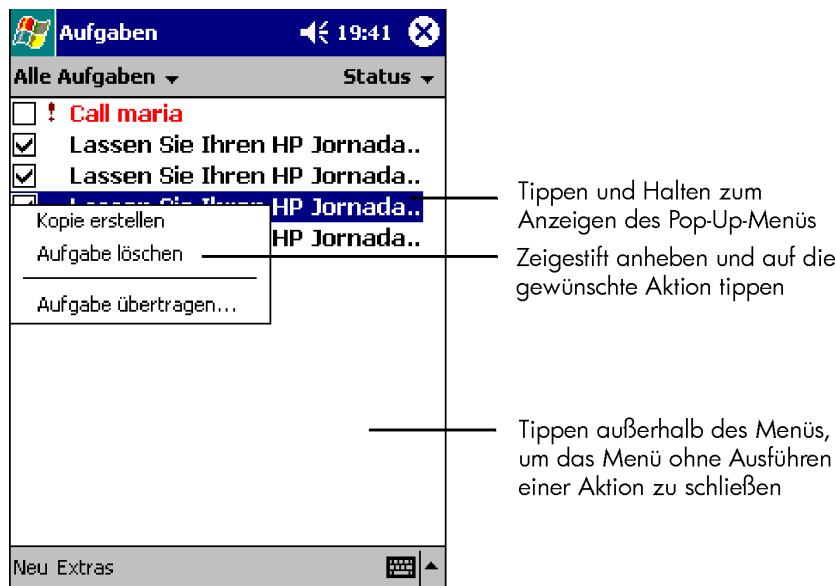 Aufgaben 19:41
Alle Aufgaben Status
! Call maria
Lassen Sie Ihren HP Jornada..
Lassen Sie Ihren HP Jornada..
Lassen Sie Ihren HP Jornada..
HP Jornada..
Kopie erstellen
Aufgabe löschen
Aufgabe übertragen...
Tippen und Halten zum
Anzeigen des Pop-Up-Menüs
Zeigestift anheben und auf die
gewünschte Aktion tippen
Tippen außerhalb des Menüs,
um das Menü ohne Ausführen
einer Aktion zu schließen
Neu Extras